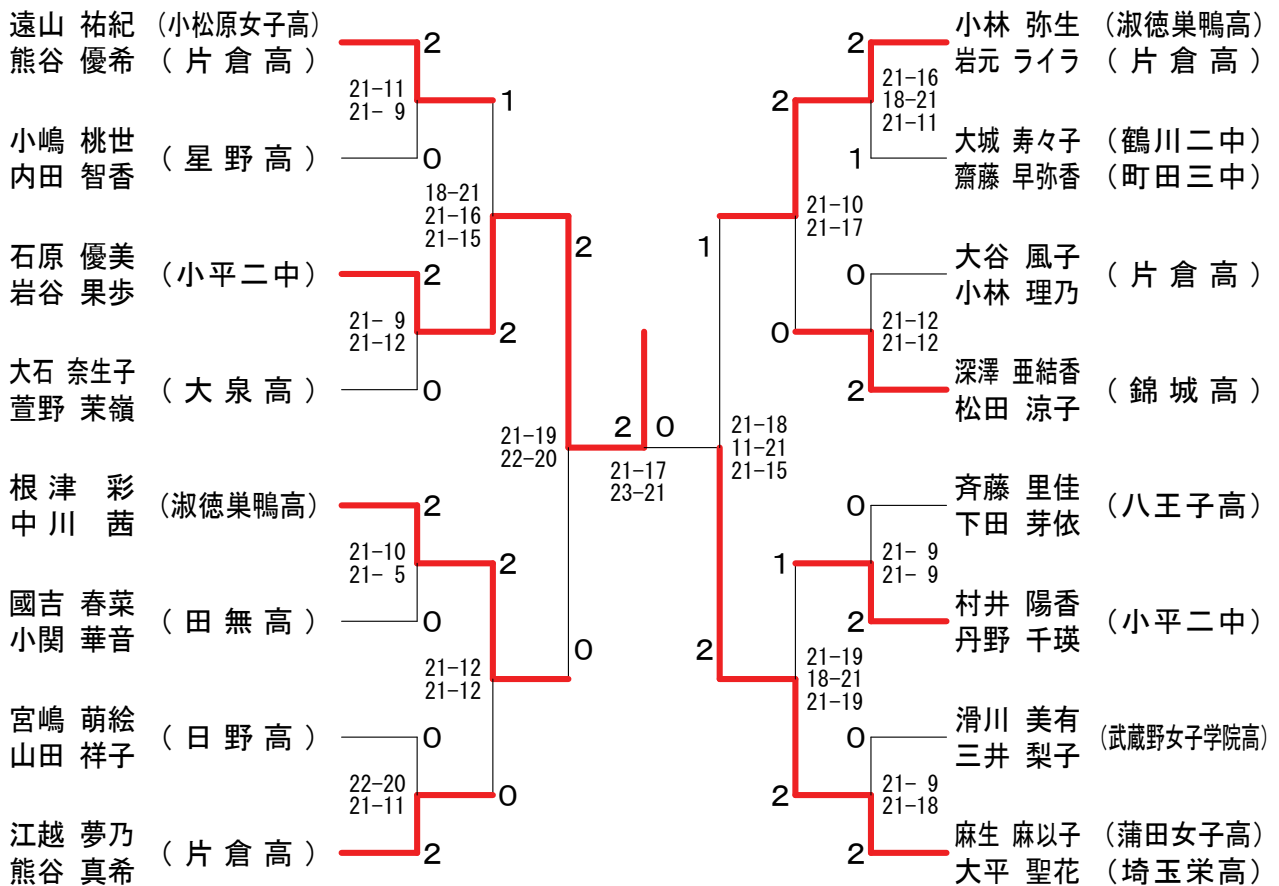 遠山 祐紀 (小松原女子高)
熊谷 優希 (片倉高)
2
21-11
21- 9
1
小嶋 桃世
内田 智香
(星野高)
0
18-21
21-16
21-15
2
石原 優美
岩谷 果歩
(小平二中)
2
21- 9
21-12
2
大石 奈生子
萱野 茉嶺
(大泉高)
0
21-19
22-20
根津 彩
中川 茜
(淑徳巣鴨高)
2
21-10
21- 5
2
國吉 春菜
小関 華音
(田無高)
0
21-12
21-12
0
宮嶋 萌絵
山田 祥子
(日野高)
0
22-20
21-11
0
江越 夢乃
熊谷 真希
(片倉高)
2
2 0
21-17
23-21
小林 弥生 (淑徳巣鴨高)
岩元 ライラ (片倉高)
2
21-16
18-21
21-11
2
大城 寿々子 (鶴川二中)
齋藤 早弥香 (町田三中)
1
21-10
21-17
1
大谷 風子
小林 理乃
(片倉高)
0
21-12
21-12
0
深澤 亜結香
松田 涼子
(錦城高)
2
21-18
11-21
21-15
斉藤 里佳
下田 芽依
(八王子高)
0
21- 9
21- 9
1
村井 陽香
丹野 千瑛
(小平二中)
2
21-19
18-21
21-19
2
滑川 美有
三井 梨子
(武蔵野女子学院高)
0
21- 9
21-18
2
麻生 麻以子 (蒲田女子高)
大平 聖花 (埼玉栄高)
2